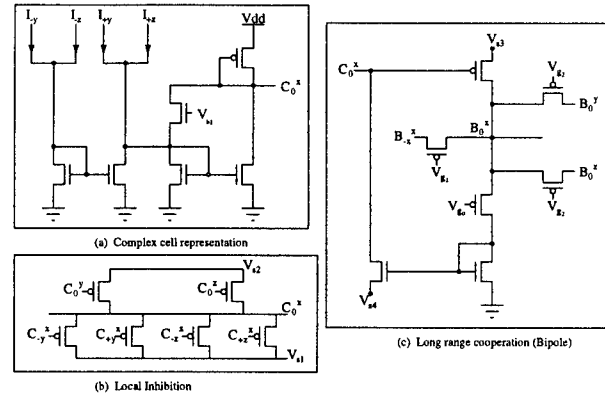 I-y I-z I+y I+z Vdd
C0x
Vs1
(a) Complex cell representation
Vs2
C0y C0z
C0x
C-yx C+yx C-zx C+zx
Vs1
(b) Local Inhibition
Vs3
C0x
Vg2
B0y
B-xx B0x
Vg1
B0x
Vg0 Vg2
Vs4
(c) Long range cooperation (Bipole)